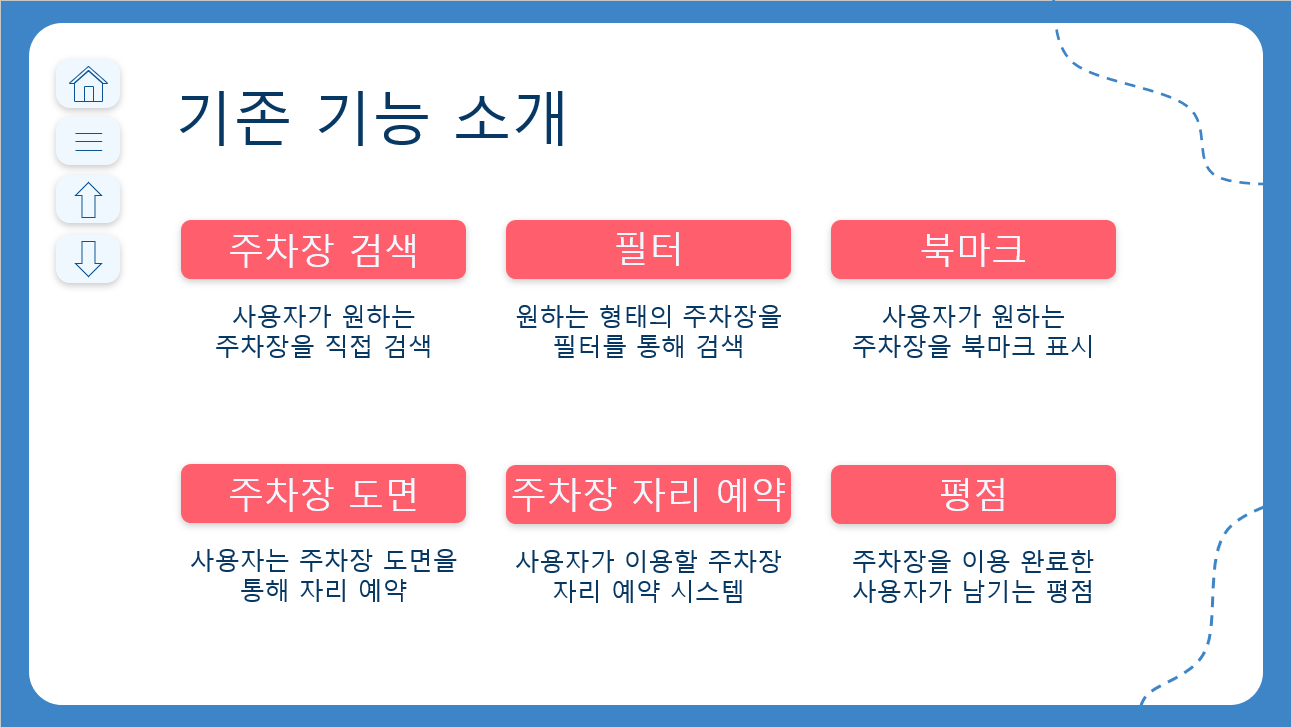 기존 기능 소개
주차장 검색
사용자가 원하는
주차장을 직접 검색
필터
원하는 형태의 주차장을
필터를 통해 검색
북마크
사용자가 원하는
주차장을 북마크 표시
주차장 도면
사용자는 주차장 도면을
통해 자리 예약
주차장 자리 예약
사용자가 이용할 주차장
자리 예약 시스템
평점
주차장을 이용 완료한
사용자가 남기는 평점